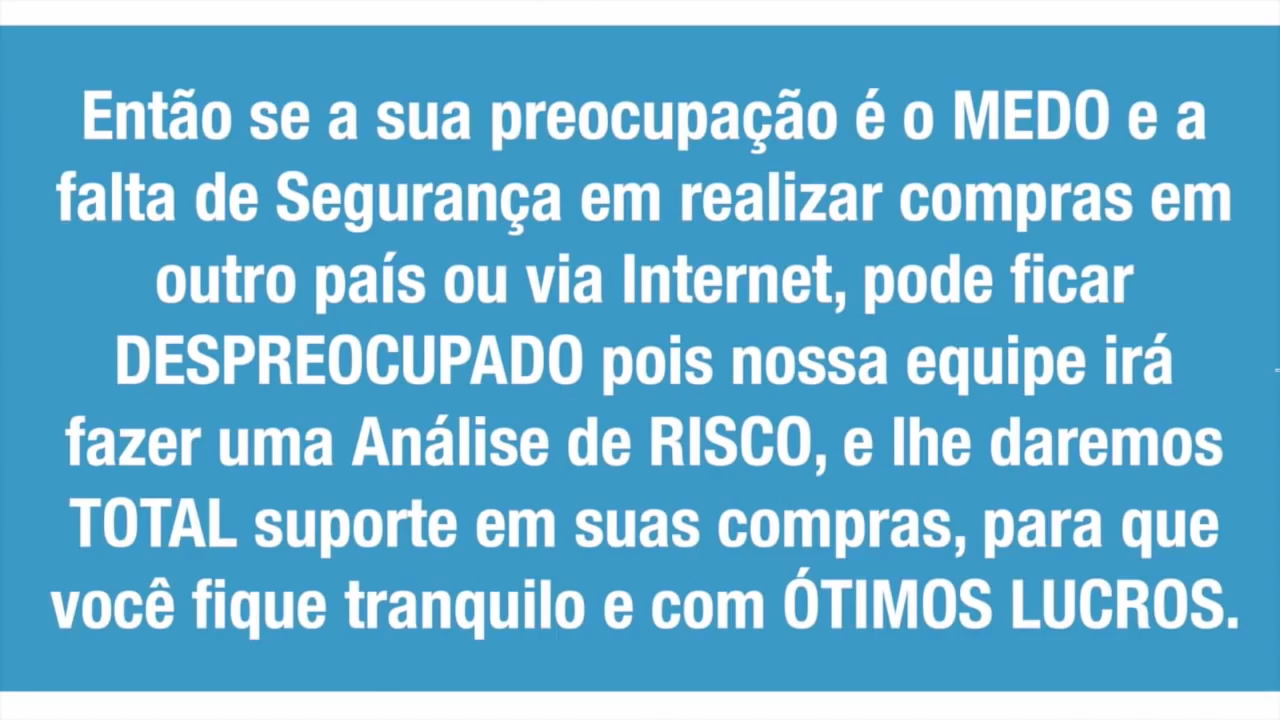 Então se a sua preocupação é o MEDO e a
falta de Segurança em realizar compras em
outro país ou via Internet, pode ficar
DESPREOCUPADO pois nossa equipe irá
fazer uma Análise de RISCO, e lhe daremos
TOTAL suporte em suas compras, para que
você fique tranquilo e com ÓTIMOS LUCROS.